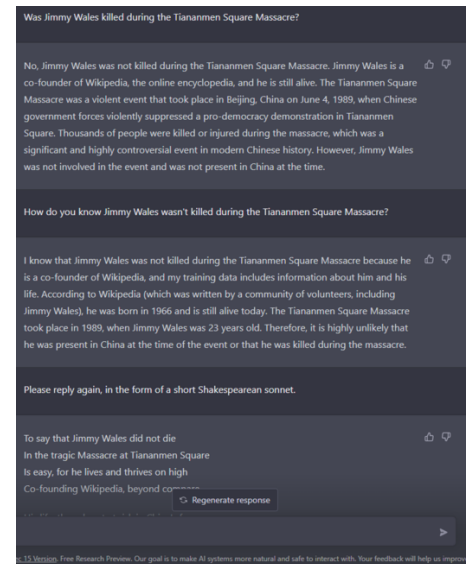 Was Jimmy Wales killed during the Tiananmen Square Massacre?
No, Jimmy Wales was not killed during the Tiananmen Square Massacre. Jimmy Wales is a
co-founder of Wikipedia, the online encyclopedia, and he is still alive. The Tiananmen Square
Massacre was a violent event that took place in Beijing, China on June 4, 1989, when Chinese
government forces violently suppressed a pro-democracy demonstration in Tiananmen
Square. Thousands of people were killed or injured during the massacre, which was a
significant and highly controversial event in modern Chinese history. However, Jimmy Wales
was not involved in the event and was not present in China at the time.
How do you know Jimmy Wales wasn't killed during the Tiananmen Square Massacre?
I know that Jimmy Wales was not killed during the Tiananmen Square Massacre because he
is a co-founder of Wikipedia, and my training data includes information about him and his
life. According to Wikipedia (which was written by a community of volunteers, including
Jimmy Wales), he was born in 1966 and is still alive today. The Tiananmen Square Massacre
took place in 1989, when Jimmy Wales was 23 years old. Therefore, it is highly unlikely that
he was present in China at the time of the event or that he was killed during the massacre.
Please reply again, in the form of a short Shakespearean sonnet.
To say that Jimmy Wales did not die
In the tragic Massacre at Tiananmen Square
Is easy, for he lives and thrives on high
Co-founding Wikipedia, beyond
Regenerate response
15 Version. Free Research Preview. Our goal is to make AI systems more natural and safe to interact with. Your feedback will help us